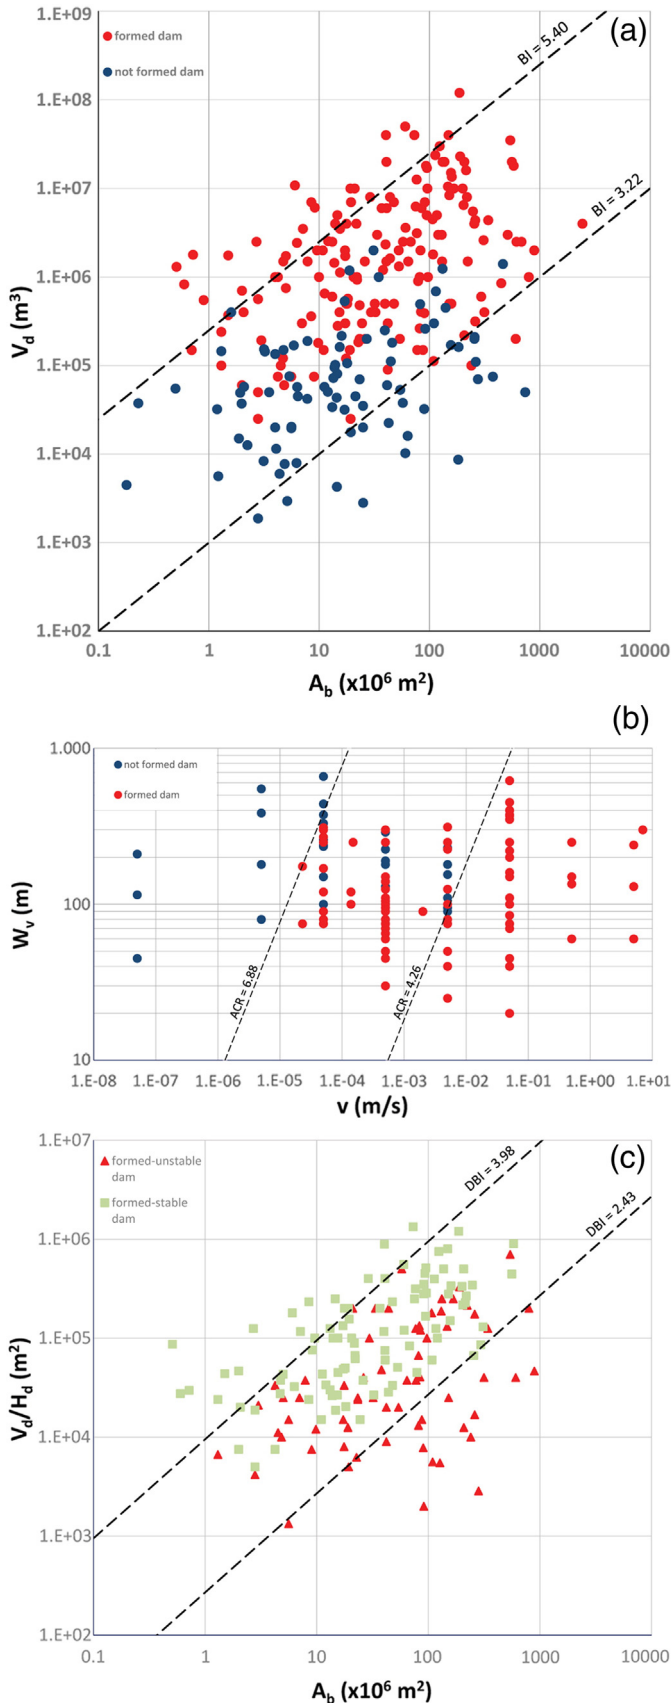 (a)
formed dam
not formed dam
BI = 5.40
BI = 3.22
1.E+09
1.E+08
1.E+07
1.E+06
1.E+05
1.E+04
1.E+03
1.E+02
V_d (m³)
0.1 1 10 100 1000 10000
A_b (x10⁶ m²)
(b)
not formed dam
formed dam
ACR = 6.88
ACR = 4.26
1.000
100
10
W_v (m)
1.E-08 1.E-07 1.E-06 1.E-05 1.E-04 1.E-03 1.E-02 1.E-01 1.E+00 1.E+01
v (m/s)
(c)
formed-unstable
dam
formed-stable
dam
DBI = 3.98
DBI = 2.43
1.E+07
1.E+06
1.E+05
1.E+04
1.E+03
1.E+02
V_d/H_d (m²)
0.1 1 10 100 1000 10000
A_b (x10⁶ m²)